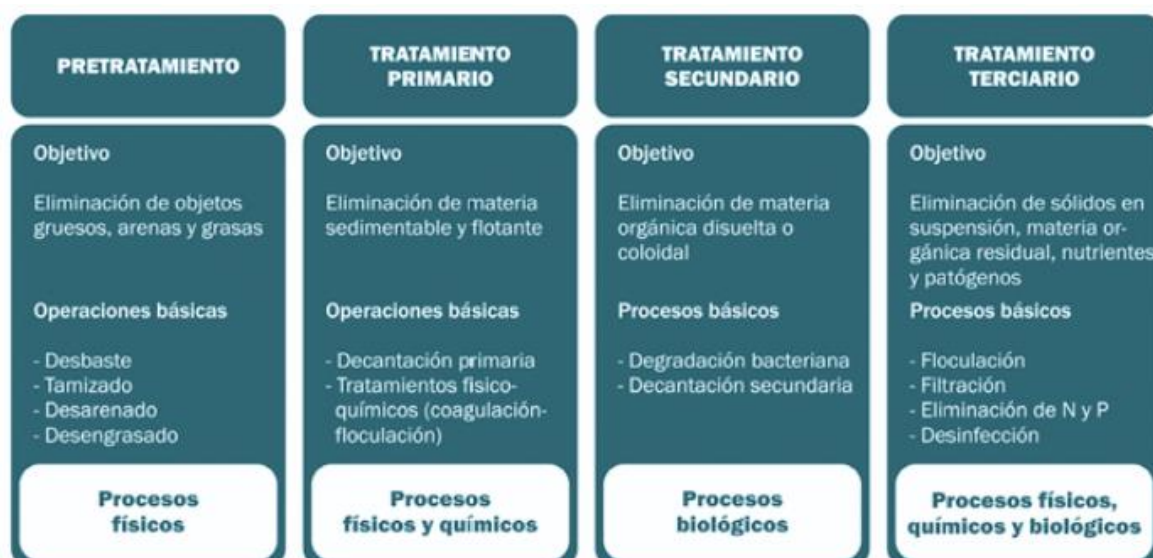 PRETRATAMIENTO
Objetivo
Eliminación de objetos
gruesos, arenas y grasas
Operaciones básicas
- Desbaste
- Tamizado
- Desarenado
- Desengrasado
Procesos
físicos
TRATAMIENTO
PRIMARIO
Objetivo
Eliminación de materia
sedimentable y flotante
Operaciones básicas
- Decantación primaria
- Tratamientos físico-
químicos (coagulación-
floculación)
Procesos
físicos y químicos
TRATAMIENTO
SECUNDARIO
Objetivo
Eliminación de materia
orgánica disuelta o
coloidal
Procesos básicos
- Degradación bacteriana
- Decantación secundaria
Procesos
biológicos
TRATAMIENTO
TERCIARIO
Objetivo
Eliminación de sólidos en
suspensión, materia or-
gánica residual, nutrientes
y patógenos
Procesos básicos
- Floculación
- Filtración
- Eliminación de N y P
- Desinfección
Procesos físicos,
químicos y biológicos